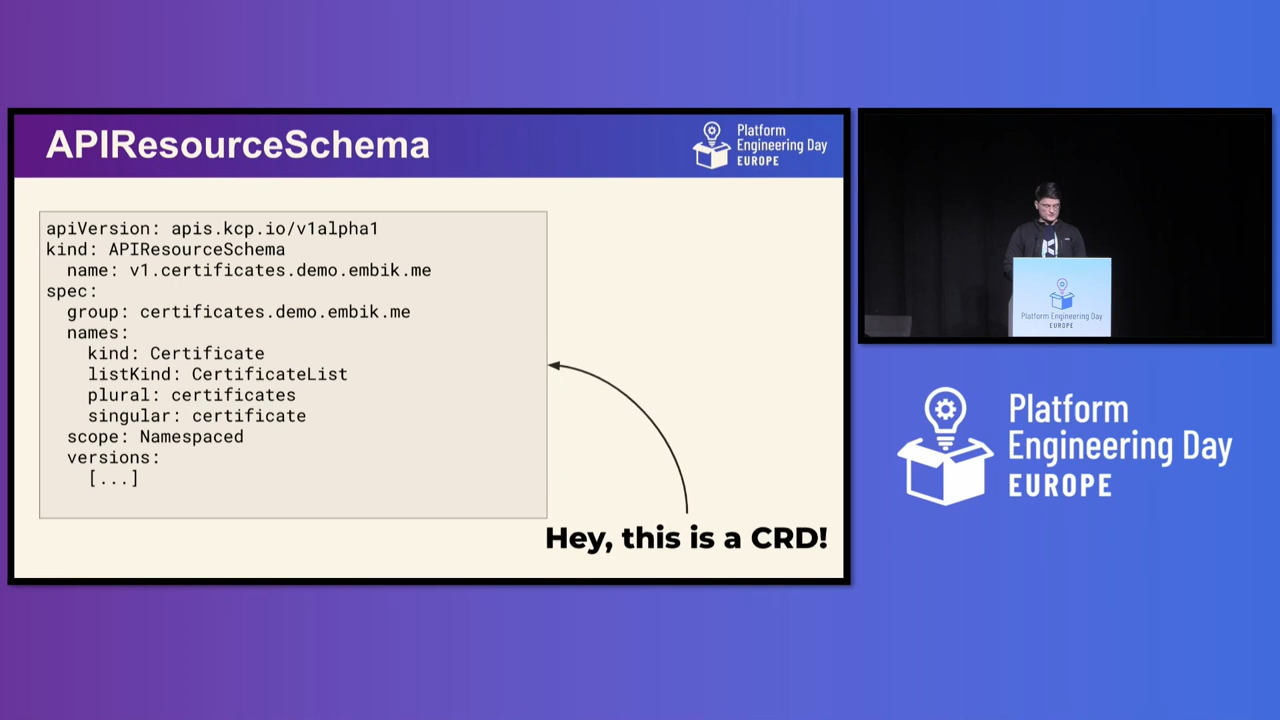 APIResourceSchema
Platform
Engineering Day
EUROPE
apiVersion: apis.kcp.io/v1alpha1
kind: APIResourceSchema
  name: v1.certificates.demo.embik.me
spec:
  group: certificates.demo.embik.me
  names:
    kind: Certificate
    listKind: CertificateList
    plural: certificates
    singular: certificate
  scope: Namespaced
  versions:
    [...]
Hey, this is a CRD!
Platform Engineering Day
EUROPE
Platform
Engineering Day
EUROPE